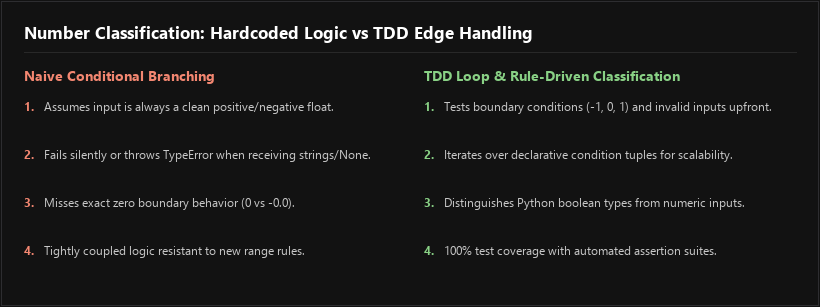 Number Classification: Hardcoded Logic vs TDD Edge Handling
Naive Conditional Branching
1. Assumes input is always a clean positive/negative float.
2. Fails silently or throws TypeError when receiving strings/None.
3. Misses exact zero boundary behavior (0 vs -0.0).
4. Tightly coupled logic resistant to new range rules.
TDD Loop & Rule-Driven Classification
1. Tests boundary conditions (-1, 0, 1) and invalid inputs upfront.
2. Iterates over declarative condition tuples for scalability.
3. Distinguishes Python boolean types from numeric inputs.
4. 100% test coverage with automated assertion suites.